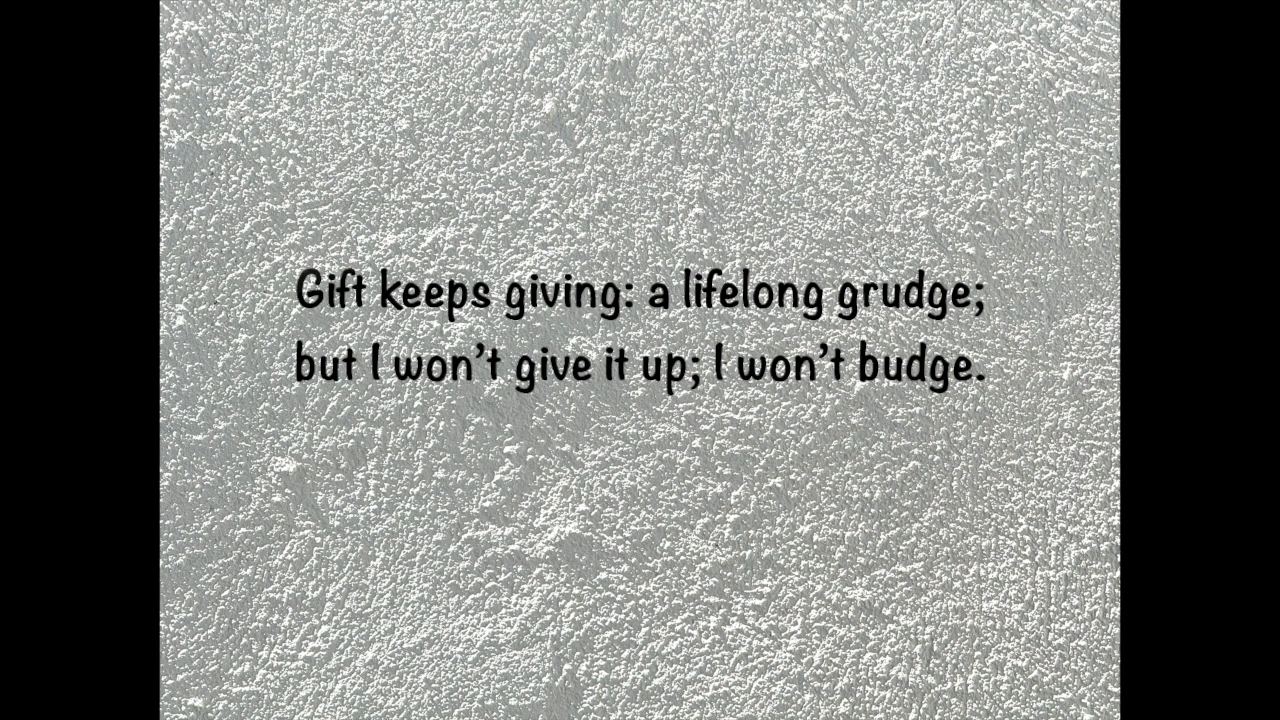 Gift keeps giving: a lifelong grudge;
but I won’t give it up; I won’t budge.